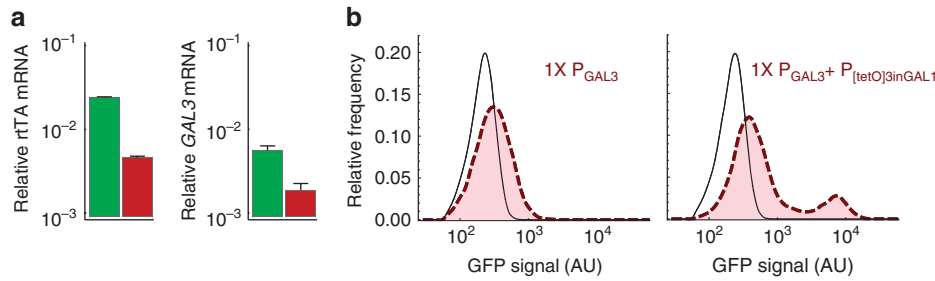 a
Relative rtTA mRNA
10⁻¹
10⁻²
10⁻³
Relative GAL3 mRNA
10⁻¹
10⁻²
10⁻³
b
Relative frequency
0.20
0.15
0.10
0.05
0.00
1X P_GAL3
10² 10³ 10⁴
GFP signal (AU)
1X P_GAL3+ P_[tetO]3inGAL1
10² 10³ 10⁴
GFP signal (AU)